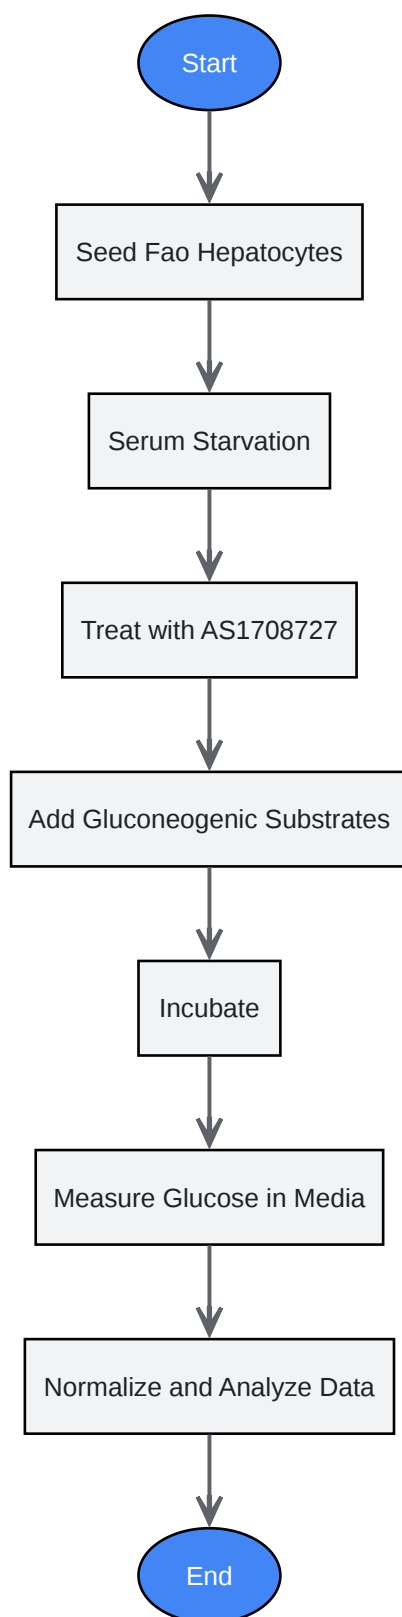 Start
Seed Fao Hepatocytes
Serum Starvation
Treat with AS1708727
Add Gluconeogenic Substrates
Incubate
Measure Glucose in Media
Normalize and Analyze Data
End